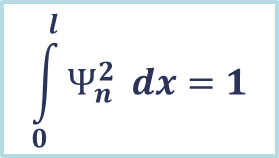 ∫₀ˡ Ψₙ² dx = 1